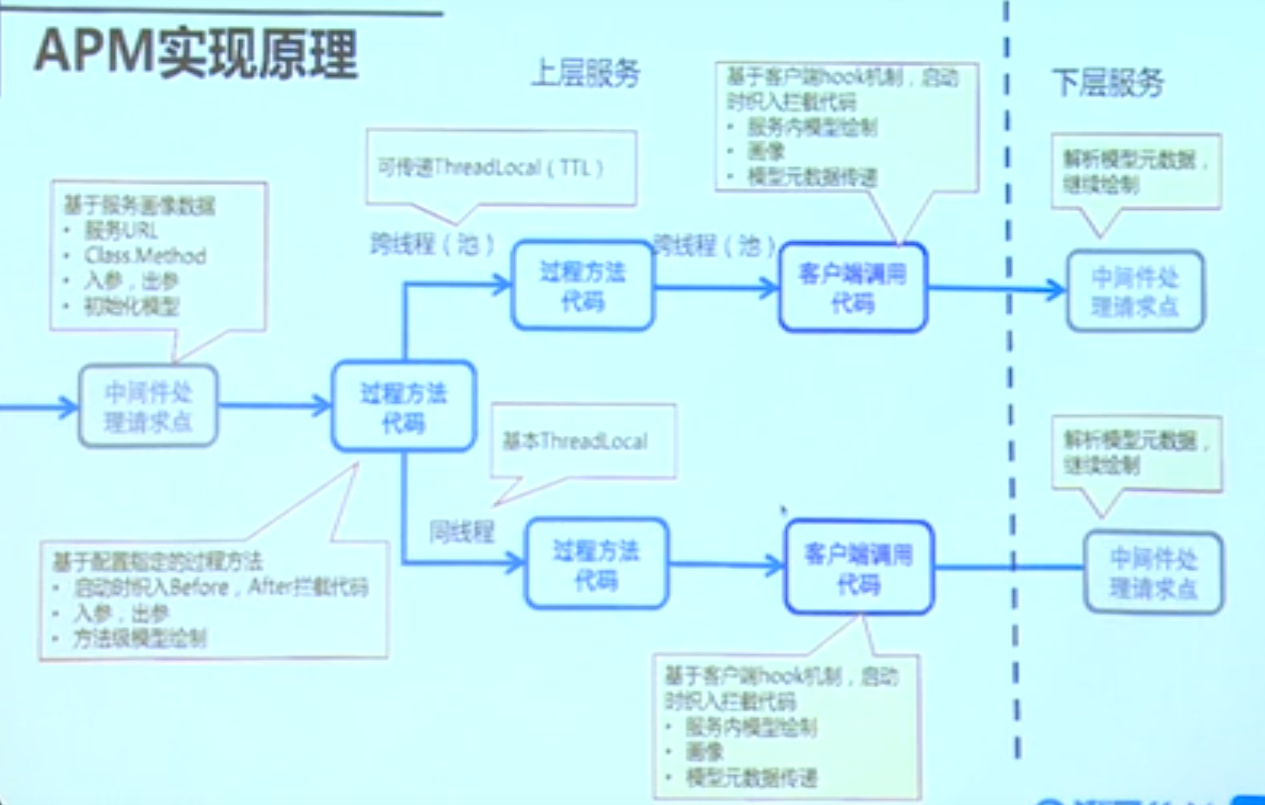 APM实现原理
上层服务
下层服务
基于客户端hook机制，启动
时织入拦截代码
• 服务内模型绘制
• 画像
• 模型元数据传递
可传递ThreadLocal（TTL）
解析模型元数据，
继续绘制
基于服务画像数据
• 服务URL
• Class.Method
• 入参，出参
• 初始化模型
跨线程（池）
跨线程（池）
过程方法
代码
客户端调用
代码
中间件处
理请求点
中间件处
理请求点
过程方法
代码
基本ThreadLocal
解析模型元数据，
继续绘制
同线程
过程方法
代码
客户端调用
代码
中间件处
理请求点
基于配置指定的过程方法
• 启动时织入Before，After拦截代码
• 入参，出参
• 方法级模型绘制
基于客户端hook机制，启动
时织入拦截代码
• 服务内模型绘制
• 画像
• 模型元数据传递